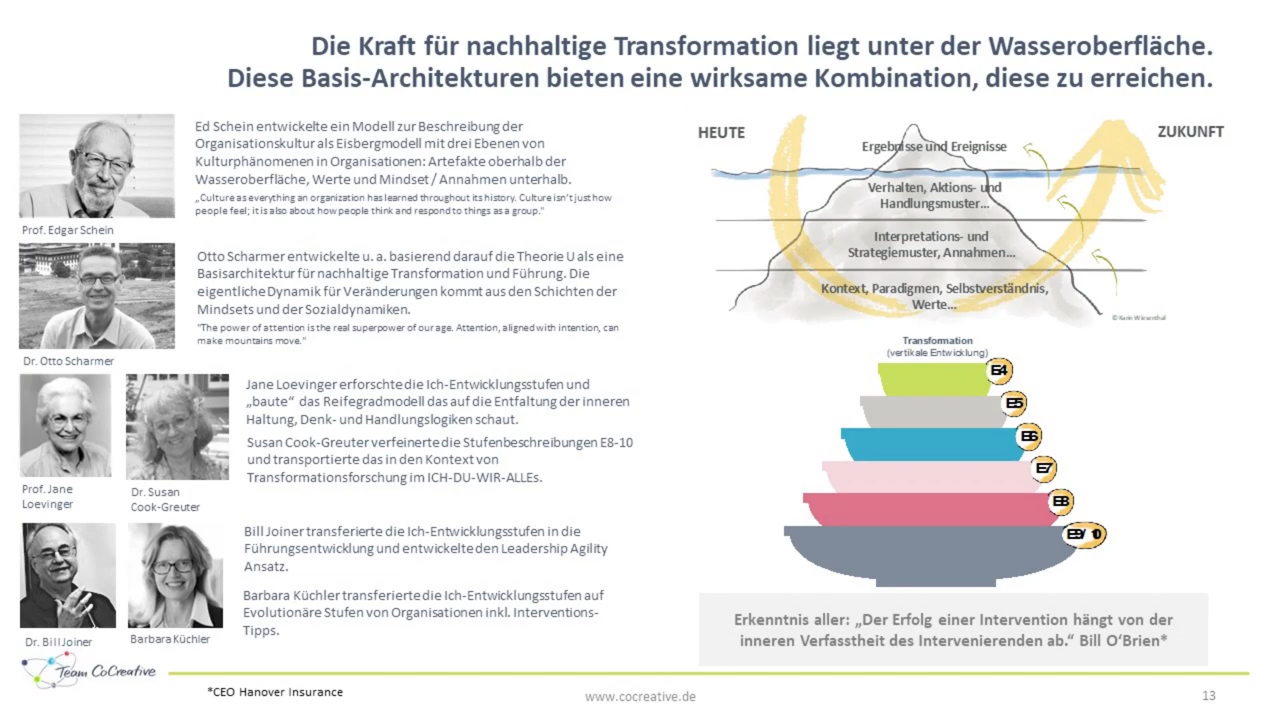 Die Kraft für nachhaltige Transformation liegt unter der Wasseroberfläche.
Diese Basis-Architekturen bieten eine wirksame Kombination, diese zu erreichen.
Ed Schein entwickelte ein Modell zur Beschreibung der
Organisationskultur als Eisbergmodell mit drei Ebenen von
Kulturphänomenen in Organisationen: Artefakte oberhalb der
Wasseroberfläche, Werte und Mindset / Annahmen unterhalb.
„Culture as everything an organization has learned throughout its history. Culture isn't just how
people feel; it is also about how people think and respond to things as a group."
Prof. Edgar Schein
Otto Scharmer entwickelte u. a. basierend darauf die Theorie U als eine
Basisarchitektur für nachhaltige Transformation und Führung. Die
eigentliche Dynamik für Veränderungen kommt aus den Schichten der
Mindsets und der Sozialdynamiken.
"The power of attention is the real superpower of our age. Attention, aligned with intention, can
make mountains move."
Dr. Otto Scharmer
Jane Loevinger erforschte die Ich-Entwicklungsstufen und
„baute“ das Reifegradmodell das auf die Entfaltung der inneren
Haltung, Denk- und Handlungslogiken schaut.
Susan Cook-Greuter verfeinerte die Stufenbeschreibungen E8-10
und transportierte das in den Kontext von
Transformationsforschung im ICH-DU-WIR-ALLEs.
Prof. Jane
Loevinger
Dr. Susan
Cook-Greuter
Bill Joiner transferierte die Ich-Entwicklungsstufen in die
Führungsentwicklung und entwickelte den Leadership Agility
Ansatz.
Barbara Küchler transferierte die Ich-Entwicklungsstufen auf
Evolutionäre Stufen von Organisationen inkl. Interventions-
Tipps.
Dr. Bill Joiner
Barbara Küchler
HEUTE
ZUKUNFT
Ergebnisse und Ereignisse
Verhalten, Aktions- und
Handlungsmuster...
Interpretations- und
Strategiemuster, Annahmen...
Kontext, Paradigmen, Selbstverständnis,
Werte...
© Karin Wiesenthal
Transformation
(vertikale Entwicklung)
E4
E5
E6
E7
E8
E9/10
Erkenntnis aller: „Der Erfolg einer Intervention hängt von der
inneren Verfasstheit des Intervenierenden ab.“ Bill O‘Brien*
Team CoCreative
*CEO Hanover Insurance
www.cocreative.de
13